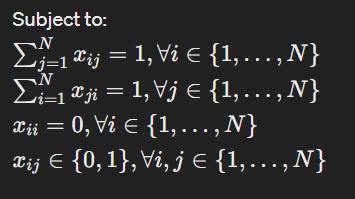 Subject to:
∑_{j=1}^{N} x_{ij} = 1, ∀i ∈ {1, ..., N}
∑_{i=1}^{N} x_{ji} = 1, ∀j ∈ {1, ..., N}
x_{ii} = 0, ∀i ∈ {1, ..., N}
x_{ij} ∈ {0, 1}, ∀i, j ∈ {1, ..., N}